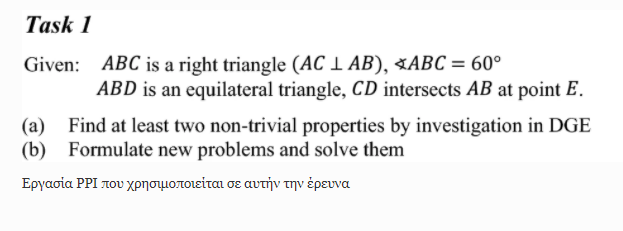 Task 1
Given: ABC is a right triangle (AC ⊥ AB), ∢ABC = 60°
ABD is an equilateral triangle, CD intersects AB at point E.
(a) Find at least two non-trivial properties by investigation in DGE
(b) Formulate new problems and solve them
Εργασία PPI που χρησιμοποιείται σε αυτήν την έρευνα